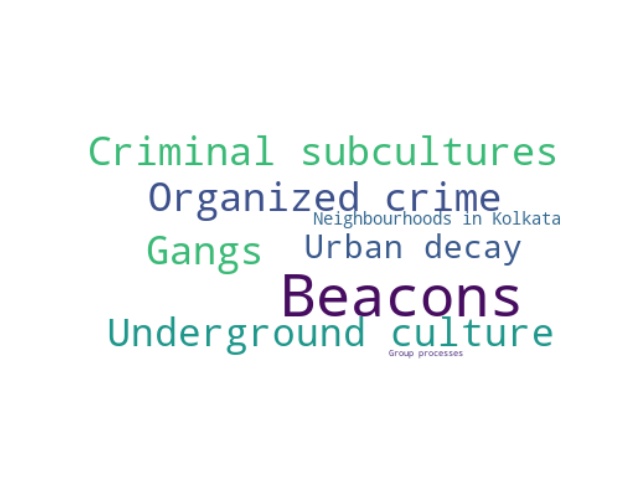 Criminal subcultures
Organized crime
Neighbourhoods in Kolkata
Gangs
Urban decay
Beacons
Underground culture
Group processes